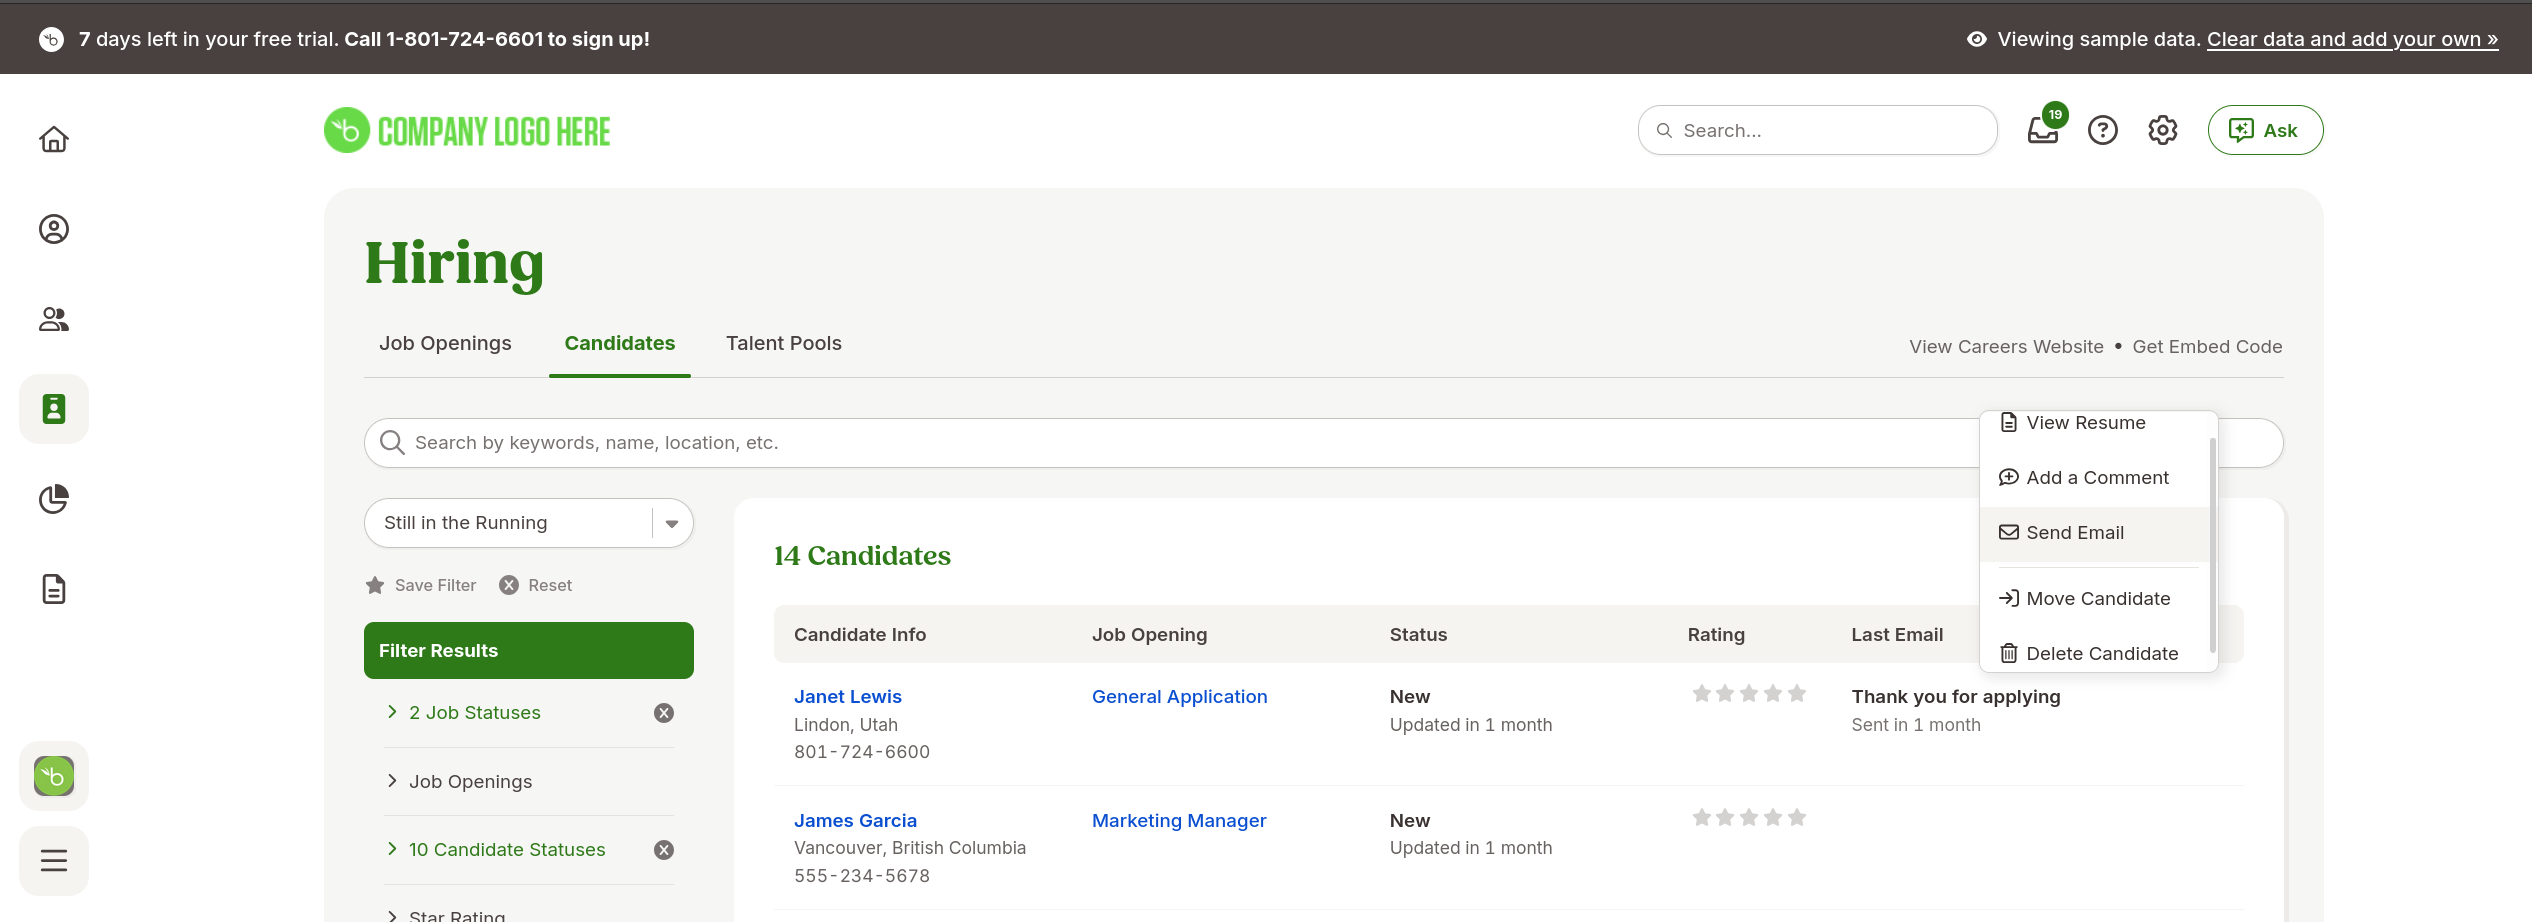 7 days left in your free trial. Call 1-801-724-6601 to sign up!
Viewing sample data. Clear data and add your own »
COMPANY LOGO HERE
Search...
19
Ask
Hiring
Job Openings
Candidates
Talent Pools
View Careers Website • Get Embed Code
Search by keywords, name, location, etc.
View Resume
Add a Comment
Send Email
Move Candidate
Delete Candidate
Still in the Running
Save Filter
Reset
Filter Results
2 Job Statuses
Job Openings
10 Candidate Statuses
Star Rating
14 Candidates
Candidate Info
Job Opening
Status
Rating
Last Email
Janet Lewis
Lindon, Utah
801-724-6600
General Application
New
Updated in 1 month
Thank you for applying
Sent in 1 month
James Garcia
Vancouver, British Columbia
555-234-5678
Marketing Manager
New
Updated in 1 month